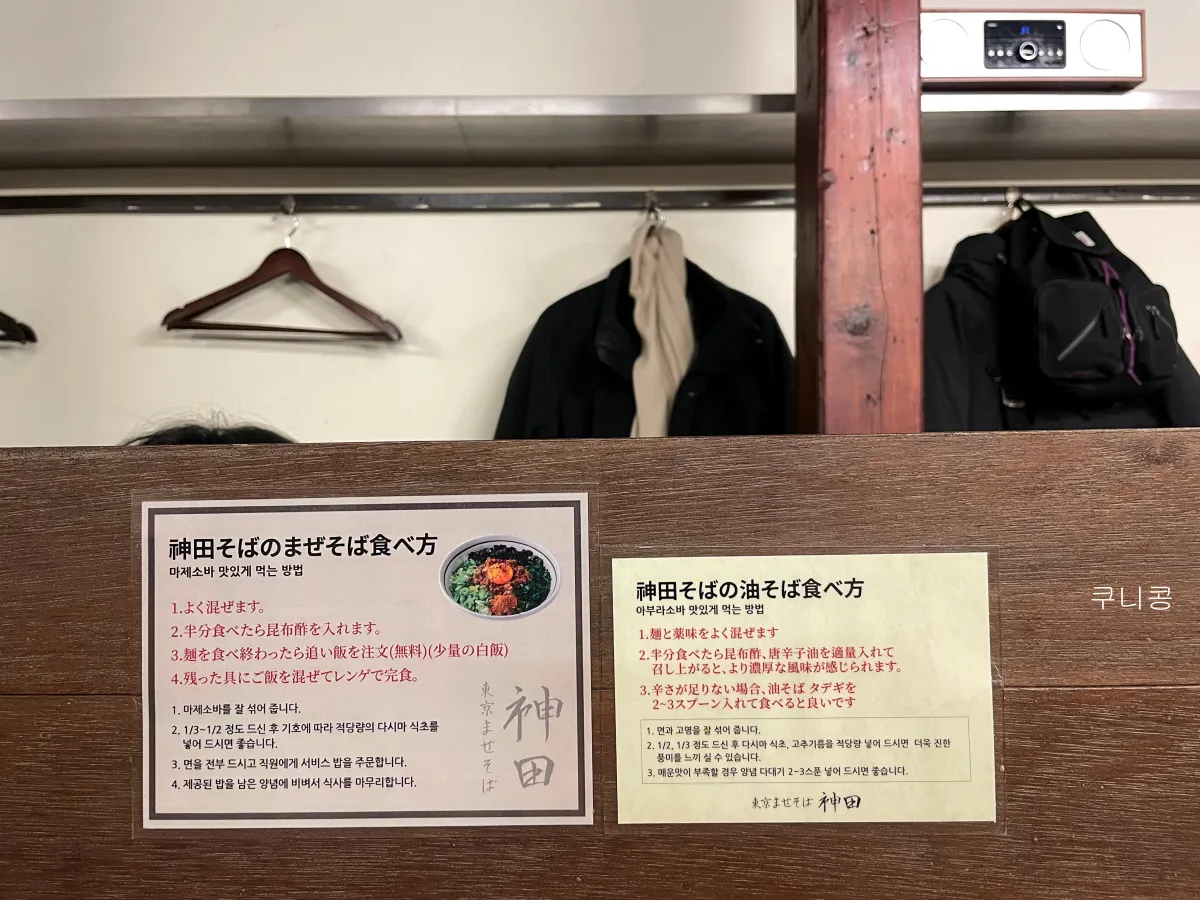 神田そばのまぜそば食べ方
마제소바 맛있게 먹는 방법
1.よく混ぜます。
2.半分食べたら昆布酢を入れます。
3.麺を食べ終わったら追い飯を注文(無料)(少量の白飯)
4.残った具にご飯を混ぜてレンゲで完食。
1. 마제소바를 잘 섞어 줍니다.
2. 1/3~1/2 정도 드신 후 기호에 따라 적당량의 다시마 식초를
넣어 드시면 좋습니다.
3. 면을 전부 드시고 직원에게 서비스 밥을 주문합니다.
4. 제공된 밥을 남은 양념에 비벼서 식사를 마무리합니다.
東京まぜそば
神田
神田そばの油そば食べ方
아부라소바 맛있게 먹는 방법
1.麺と薬味をよく混ぜます
2.半分食べたら昆布酢、唐辛子油を適量入れて
召し上がると、より濃厚な風味が感じられます。
3.辛さが足りない場合、油そば タデギを
2~3スプーン入れて食べると良いです
1. 면과 고명을 잘 섞어 줍니다.
2. 1/2, 1/3 정도 드신 후 다시마 식초, 고추기름을 적당량 넣어 드시면 더욱 진한
풍미를 느끼 실 수 있습니다.
3. 매운맛이 부족할 경우 양념 다대기 2~3스푼 넣어 드시면 좋습니다.
東京まぜそば 神田
쿠니콩